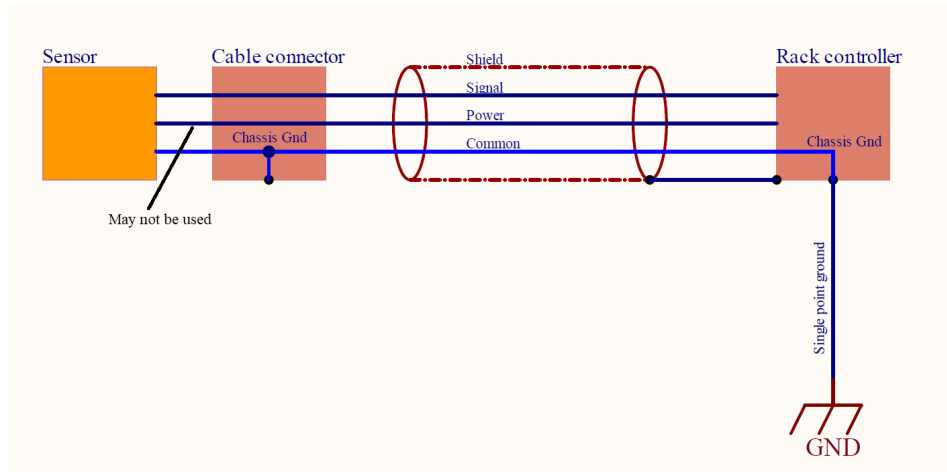 Sensor
Cable connector
Shield
Rack controller
Signal
Power
Chassis Gnd
Common
Chassis Gnd
May not be used
Single point ground
GND